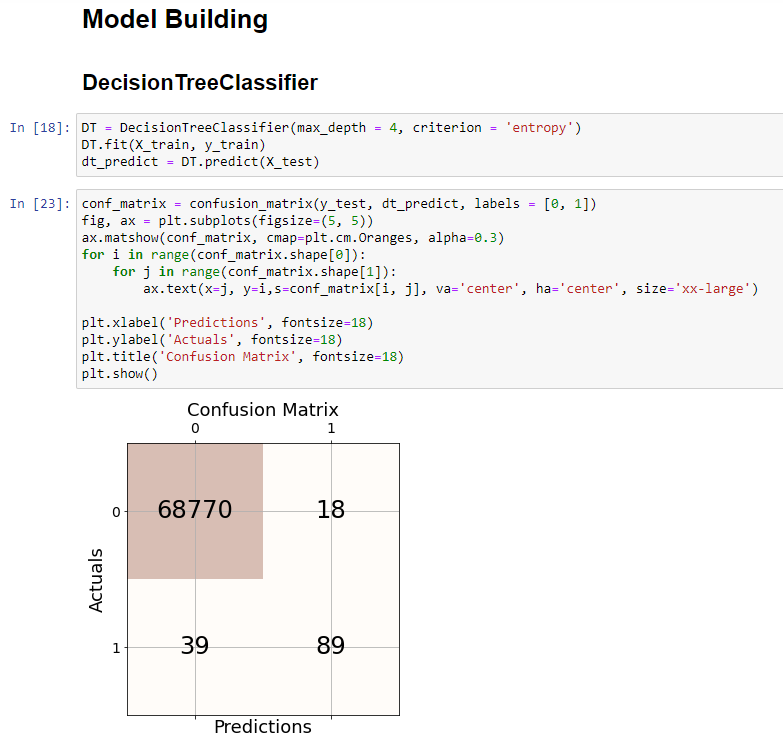 Model Building
DecisionTreeClassifier
In [18]: DT = DecisionTreeClassifier(max_depth = 4, criterion = 'entropy')
DT.fit(X_train, y_train)
dt_predict = DT.predict(X_test)
In [23]: conf_matrix = confusion_matrix(y_test, dt_predict, labels = [0, 1])
fig, ax = plt.subplots(figsize=(5, 5))
ax.matshow(conf_matrix, cmap=plt.cm.Oranges, alpha=0.3)
for i in range(conf_matrix.shape[0]):
    for j in range(conf_matrix.shape[1]):
        ax.text(x=j, y=i,s=conf_matrix[i, j], va='center', ha='center', size='xx-large')
plt.xlabel('Predictions', fontsize=18)
plt.ylabel('Actuals', fontsize=18)
plt.title('Confusion Matrix', fontsize=18)
plt.show()
Confusion Matrix
0 1
0 68770 18
Actuals
1 39 89
Predictions